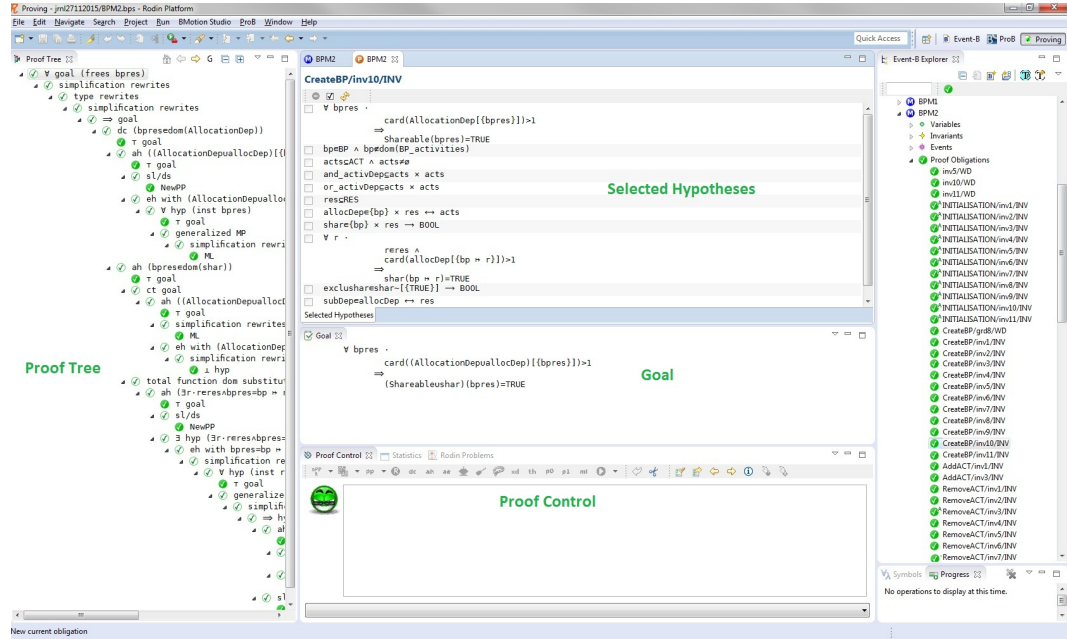 Proving - jml27112015/BPM2.bps - Rodin Platform
File Edit Navigate Search Project Run BMotion Studio ProB Window Help
Quick Access Event-B ProB Proving
Proof Tree
∀ goal (frees bpres)
simplification rewrites
type rewrites
simplification rewrites
⇒ goal
dc (bpres∈dom(AllocationDep))
⊤ goal
ah ((AllocationDep∪allocDep)[{b
⊤ goal
sl/ds
NewPP
eh with (AllocationDep∪alloc
∀ hyp (inst bpres)
⊤ goal
generalized MP
simplification rewri
ML
ah (bpres∈dom(shar))
⊤ goal
ct goal
ah ((AllocationDep∪allocD
⊤ goal
simplification rewrites
ML
eh with (AllocationDep
simplification rewri
⊥ hyp
total function dom substitut
ah (∃r·r∈res∧bpres=bp ↦ r
⊤ goal
sl/ds
NewPP
∃ hyp (∃r·r∈res∧bpres=
eh with bpres=bp ↦
simplification re
∀ hyp (inst r
⊤ goal
generalize
simplifi
⇒ hy
ah
sl
Proof Tree
BPM2 BPM2
CreateBP/inv10/INV
∀ bpres ·
card(AllocationDep[{bpres}])>1
⇒
Shareable(bpres)=TRUE
bp∈BP ∧ bp∉dom(BP_activities)
acts⊆ACT ∧ acts≠∅
and_activDep⊆acts × acts
or_activDep⊆acts × acts
res⊆RES
allocDep∈{bp} × res ↔ acts
shar∈{bp} × res → BOOL
∀ r ·
r∈res ∧
card(allocDep[{bp ↦ r}])>1
⇒
shar(bp ↦ r)=TRUE
exclushar∈shar~[{TRUE}] → BOOL
subDep∈allocDep ↔ res
Selected Hypotheses
Selected Hypotheses
Goal
∀ bpres ·
card((AllocationDep∪allocDep)[{bpres}])>1
⇒
(Shareable∪shar)(bpres)=TRUE
Goal
Proof Control Statistics Rodin Problems
pp dc ah ae xd th p0 p1 ml
Proof Control
Event-B Explorer
BPM1
BPM2
Variables
Invariants
Events
Proof Obligations
inv5/WD
inv10/WD
inv11/WD
INITIALISATION/inv1/INV
INITIALISATION/inv2/INV
INITIALISATION/inv3/INV
INITIALISATION/inv4/INV
INITIALISATION/inv5/INV
INITIALISATION/inv6/INV
INITIALISATION/inv7/INV
INITIALISATION/inv8/INV
INITIALISATION/inv9/INV
INITIALISATION/inv10/INV
INITIALISATION/inv11/INV
CreateBP/grd8/WD
CreateBP/inv1/INV
CreateBP/inv2/INV
CreateBP/inv3/INV
CreateBP/inv4/INV
CreateBP/inv5/INV
CreateBP/inv6/INV
CreateBP/inv7/INV
CreateBP/inv8/INV
CreateBP/inv9/INV
CreateBP/inv10/INV
CreateBP/inv11/INV
AddACT/inv1/INV
AddACT/inv3/INV
RemoveACT/inv1/INV
RemoveACT/inv2/INV
RemoveACT/inv3/INV
RemoveACT/inv4/INV
RemoveACT/inv5/INV
RemoveACT/inv6/INV
RemoveACT/inv7/INV
Symbols Progress
No operations to display at this time.
New current obligation